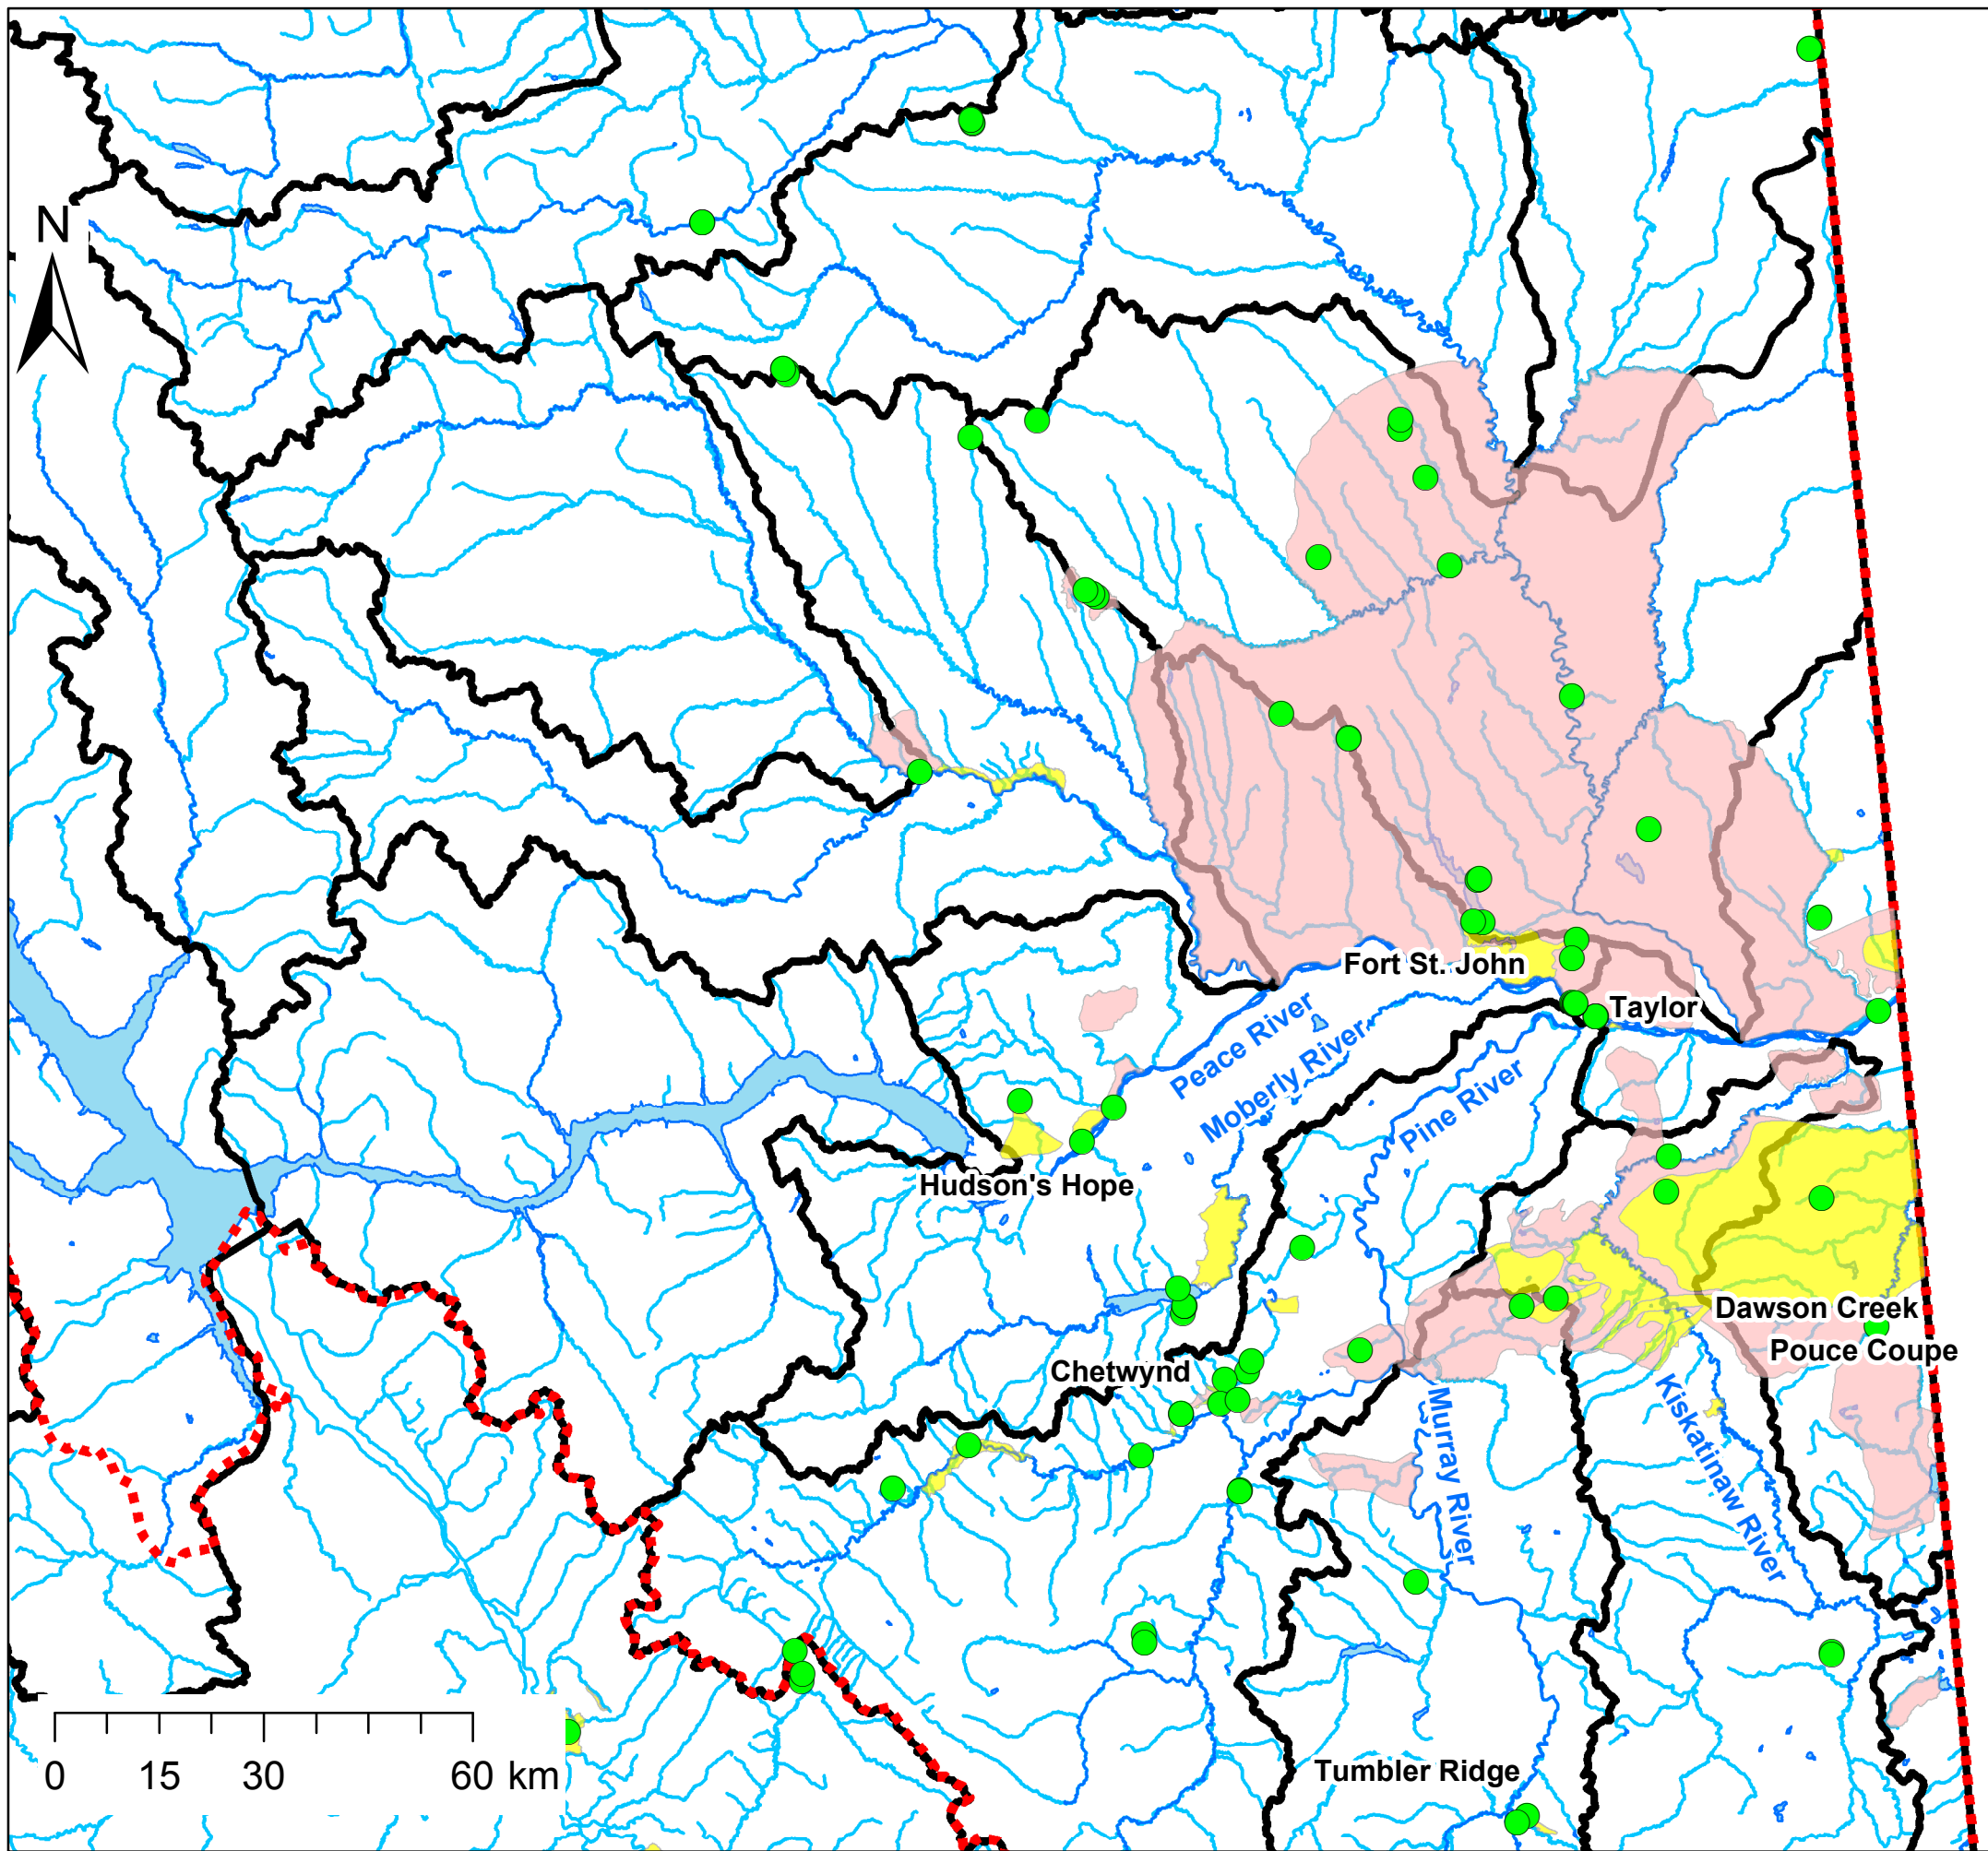 N
Fort St. John
Taylor
Peace River
Moberly River
Pine River
Hudson's Hope
Dawson Creek
Pouce Coupe
Chetwynd
Murray River
Kiskatinaw River
Tumbler Ridge
0 15 30 60 km